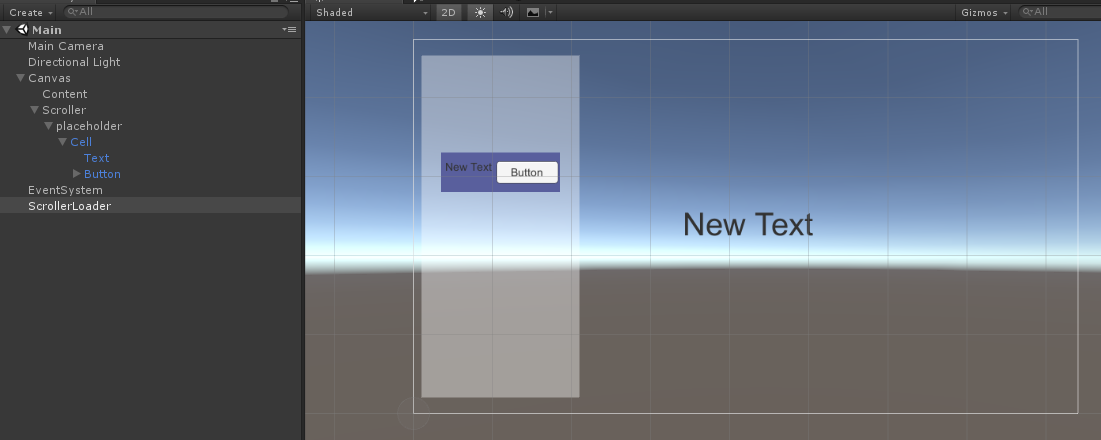 Create All
Shaded 2D Gizmos All
Main
Main Camera
Directional Light
Canvas
Content
Scroller
placeholder
Cell
Text
Button
EventSystem
ScrollerLoader
New Text Button
New Text